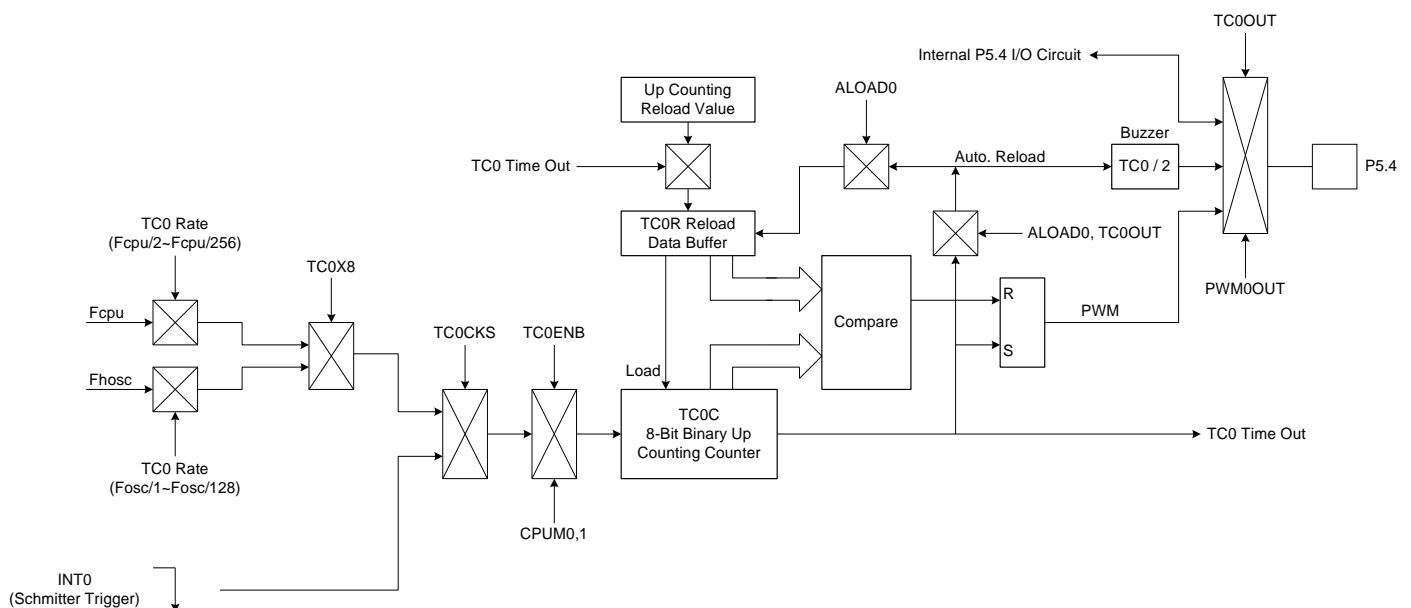 TC0OUT
Internal P5.4 I/O Circuit
Up Counting
Reload Value
ALOAD0
Buzzer
TC0 Time Out
Auto. Reload
TC0 / 2
P5.4
TC0 Rate
(Fcpu/2~Fcpu/256)
TC0R Reload
Data Buffer
ALOAD0, TC0OUT
TC0X8
PWM0OUT
Fcpu
R
PWM
Compare
TC0CKS
TC0ENB
S
Fhosc
Load
TC0C
8-Bit Binary Up
Counting Counter
TC0 Time Out
TC0 Rate
(Fosc/1~Fosc/128)
CPUM0,1
INT0
(Schmitter Trigger)